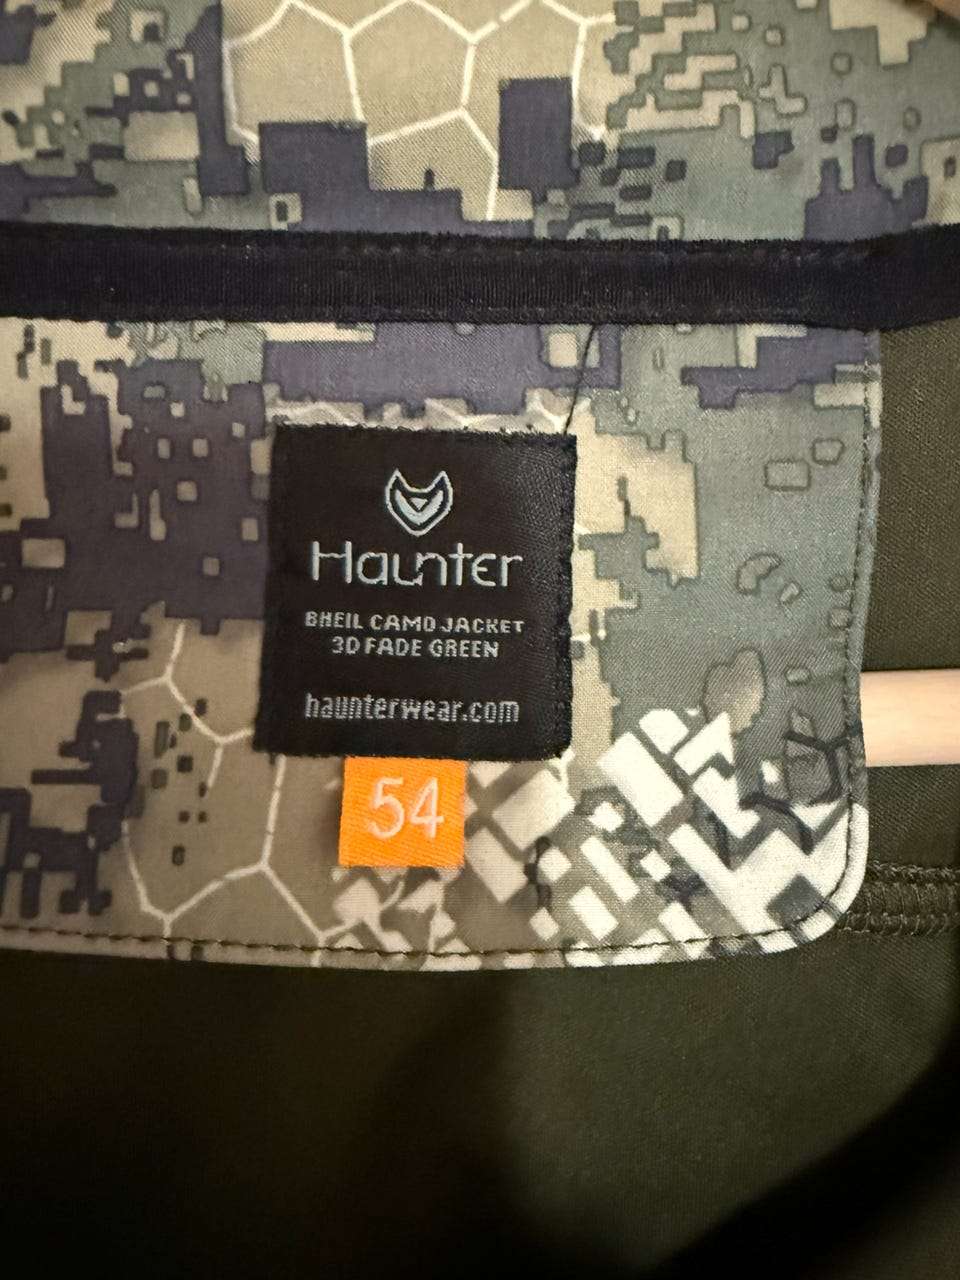 Haunter
BHEIL CAMO JACKET
3D FADE GREEN
haunterwear.com
54